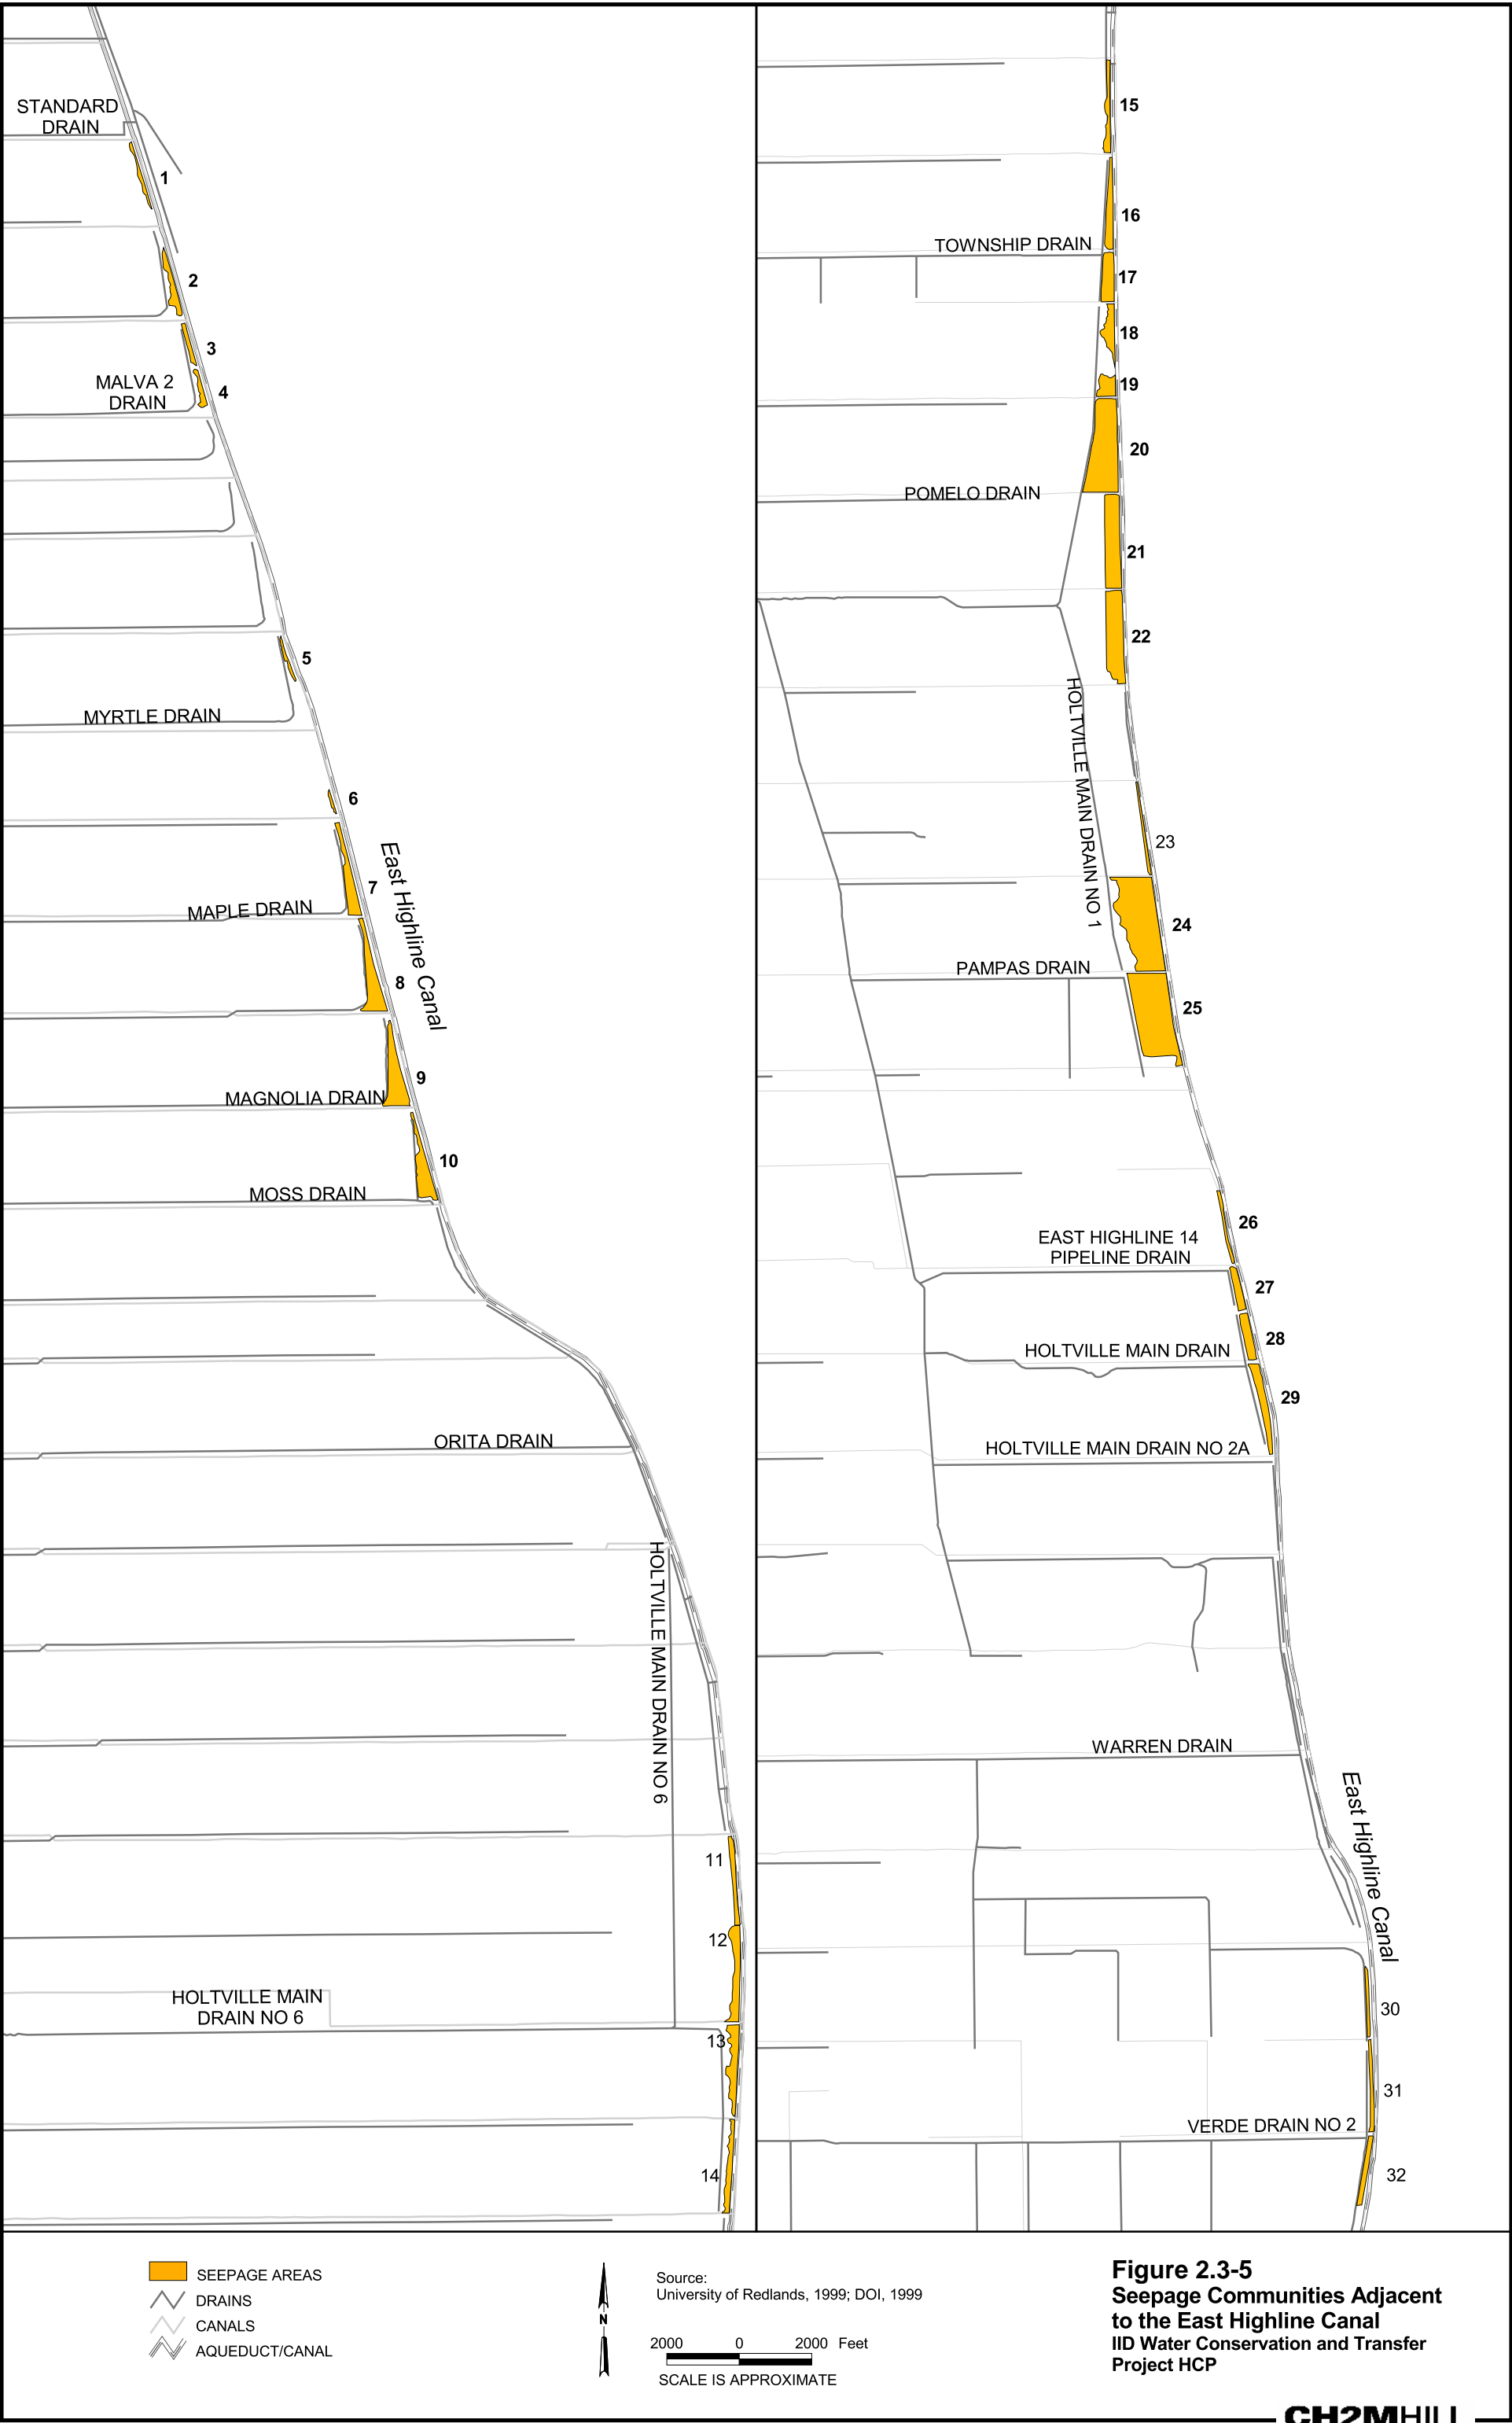 STANDARD
DRAIN
1
2
3
MALVA 2
DRAIN
4
5
MYRTLE DRAIN
6
East Highline Canal
7
MAPLE DRAIN
8
9
MAGNOLIA DRAIN
10
MOSS DRAIN
ORITA DRAIN
HOLTVILLE MAIN DRAIN NO 6
11
12
HOLTVILLE MAIN
DRAIN NO 6
13
14
15
16
TOWNSHIP DRAIN
17
18
19
20
POMELO DRAIN
21
22
HOLTVILLE MAIN DRAIN NO 1
23
24
PAMPAS DRAIN
25
26
EAST HIGHLINE 14
PIPELINE DRAIN
27
28
HOLTVILLE MAIN DRAIN
29
HOLTVILLE MAIN DRAIN NO 2A
WARREN DRAIN
East Highline Canal
30
31
VERDE DRAIN NO 2
32
SEEPAGE AREAS
DRAINS
CANALS
AQUEDUCT/CANAL
N
Source:
University of Redlands, 1999; DOI, 1999
2000 0 2000 Feet
SCALE IS APPROXIMATE
Figure 2.3-5
Seepage Communities Adjacent
to the East Highline Canal
IID Water Conservation and Transfer
Project HCP
CH2MHILL